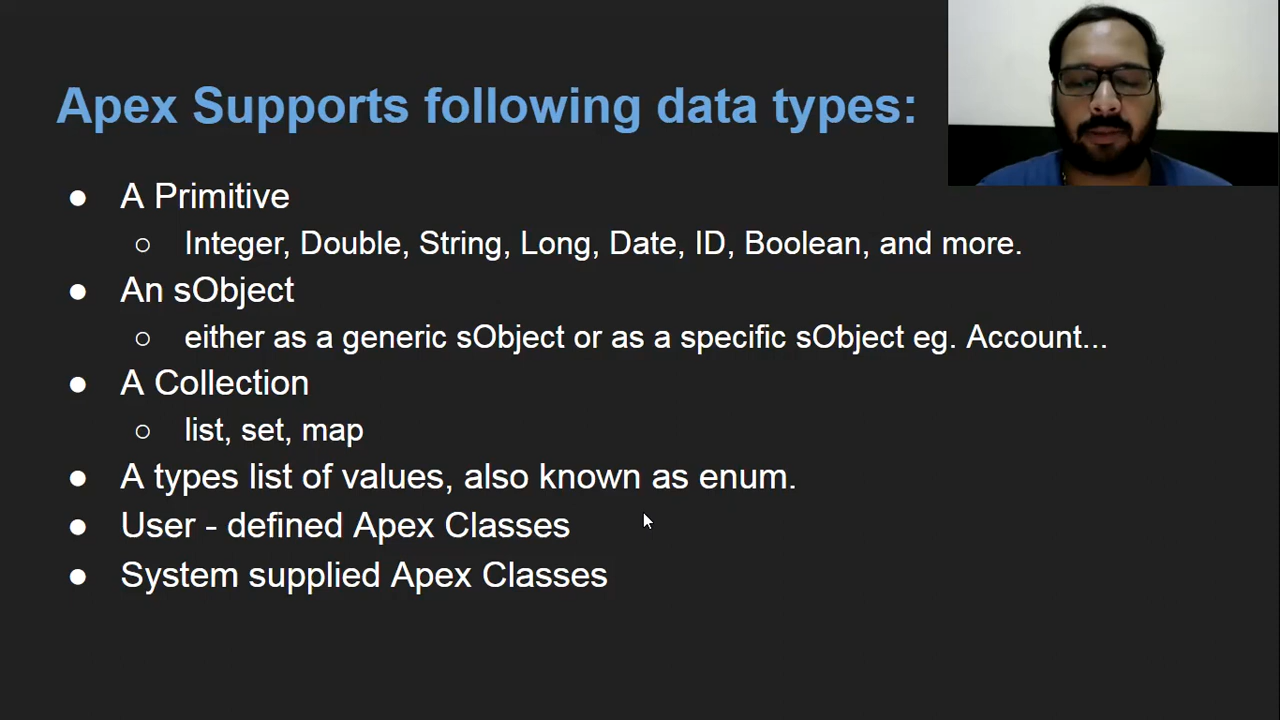 Apex Supports following data types:
● A Primitive
○ Integer, Double, String, Long, Date, ID, Boolean, and more.
● An sObject
○ either as a generic sObject or as a specific sObject eg. Account...
● A Collection
○ list, set, map
● A types list of values, also known as enum.
● User - defined Apex Classes
● System supplied Apex Classes